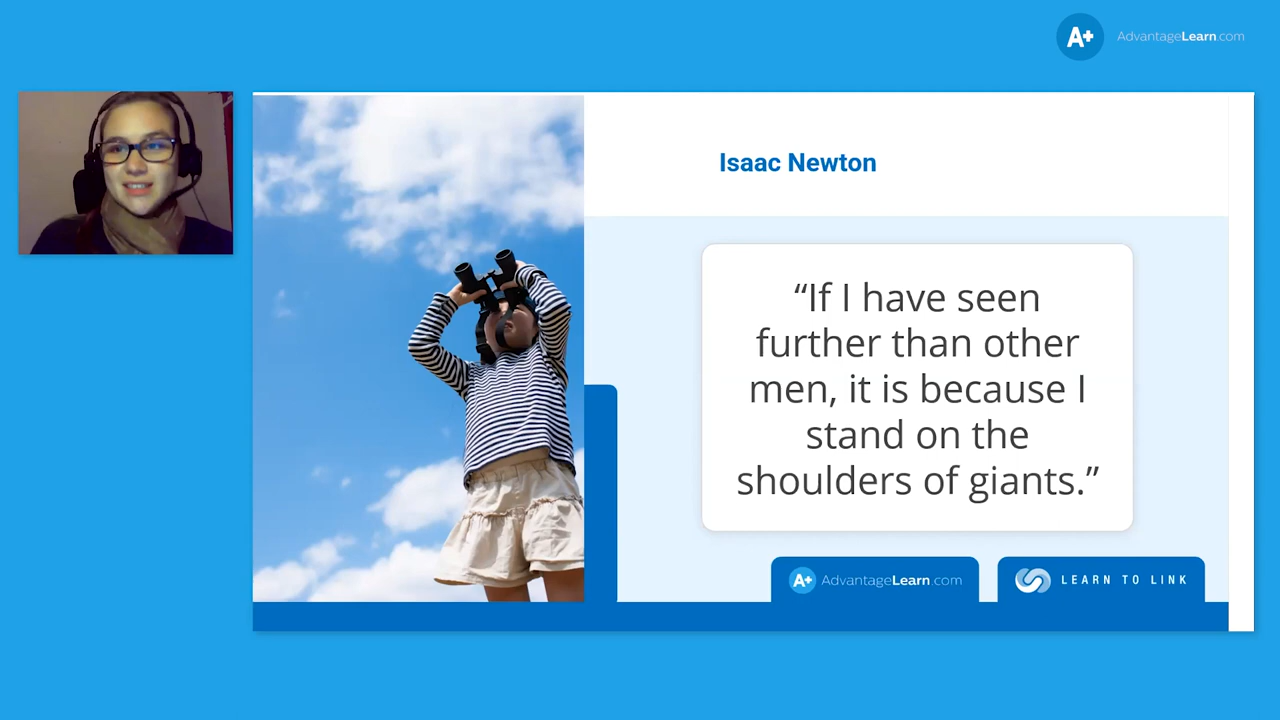 A+ AdvantageLearn.com
Isaac Newton
“If I have seen
further than other
men, it is because I
stand on the
shoulders of giants.”
A+ AdvantageLearn.com
LEARN TO LINK